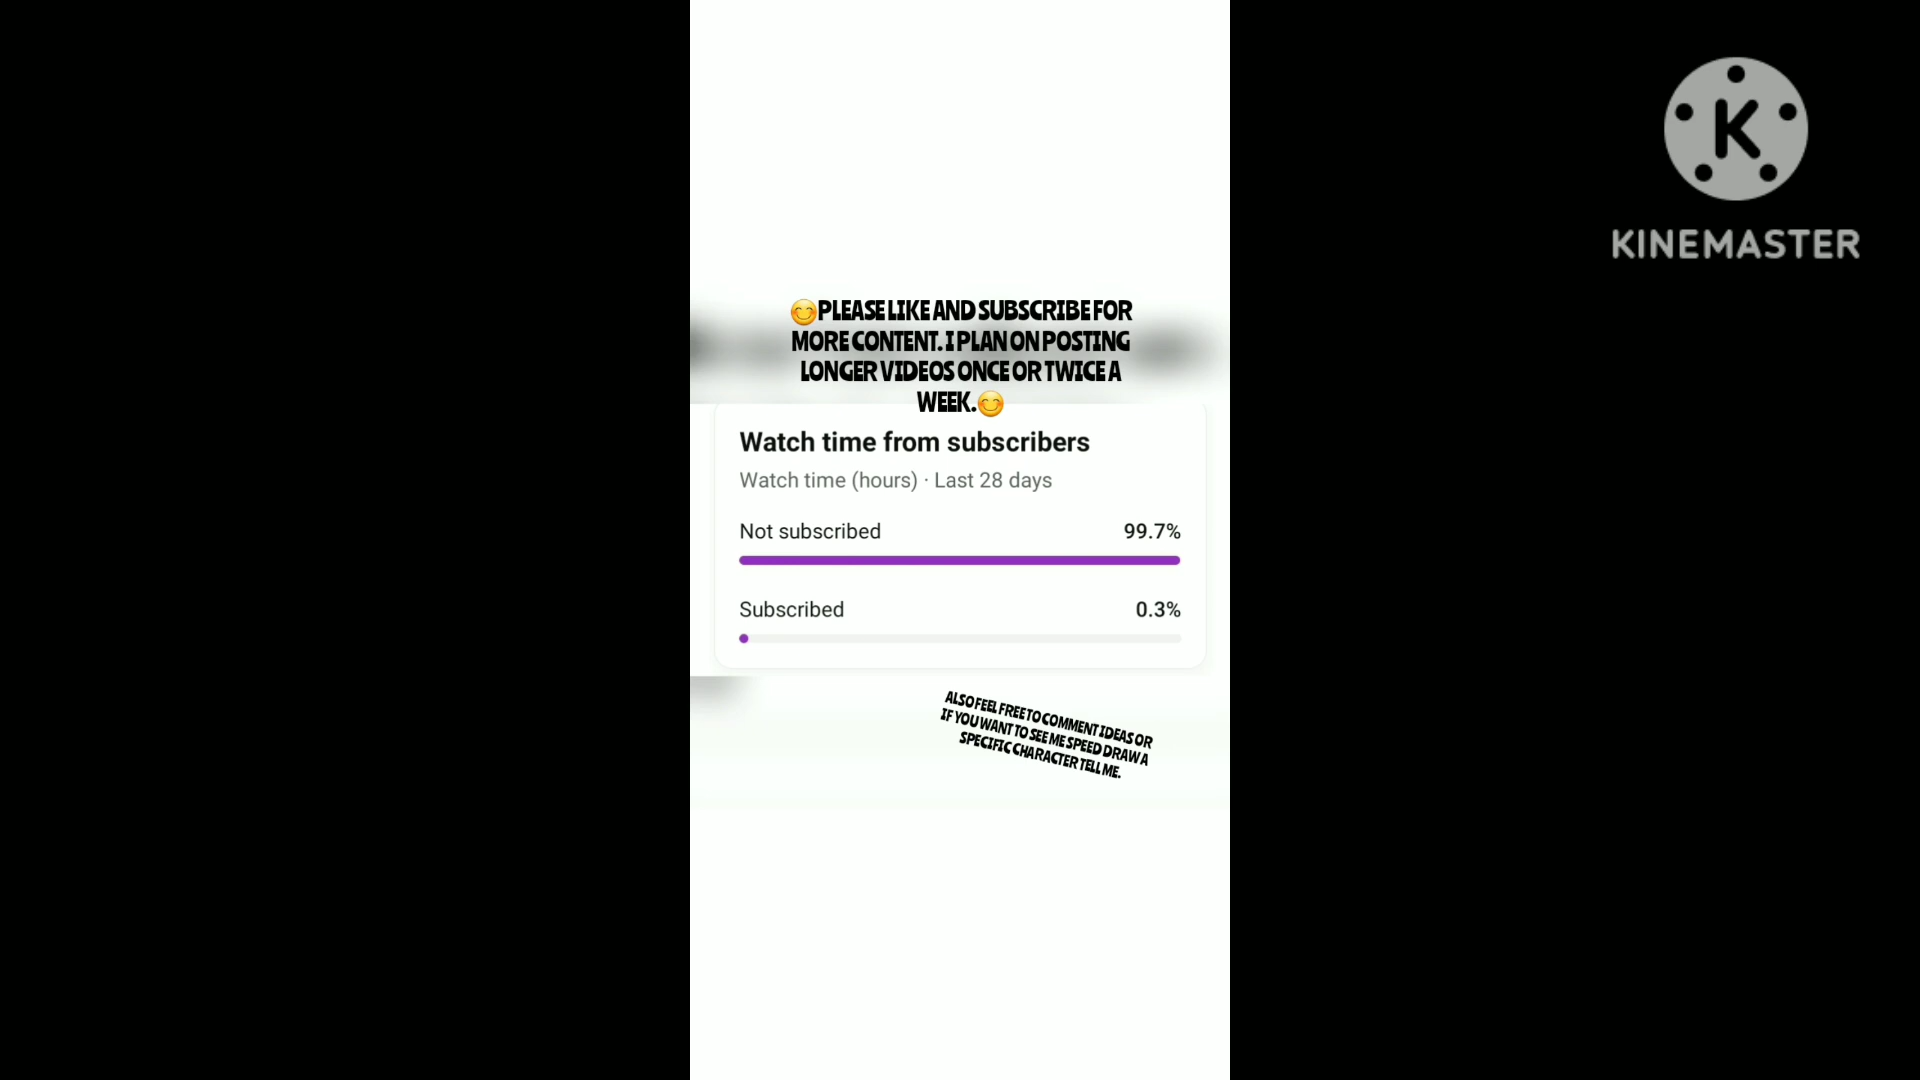 😊PLEASE LIKE AND SUBSCRIBE FOR
MORE CONTENT. I PLAN ON POSTING
LONGER VIDEOS ONCE OR TWICE A
WEEK.😊
Watch time from subscribers
Watch time (hours) · Last 28 days
Not subscribed 99.7%
Subscribed 0.3%
ALSO FEEL FREE TO COMMENT IDEAS OR
IF YOU WANT TO SEE ME SPEED DRAW A
SPECIFIC CHARACTER TELL ME.
K
KINEMASTER